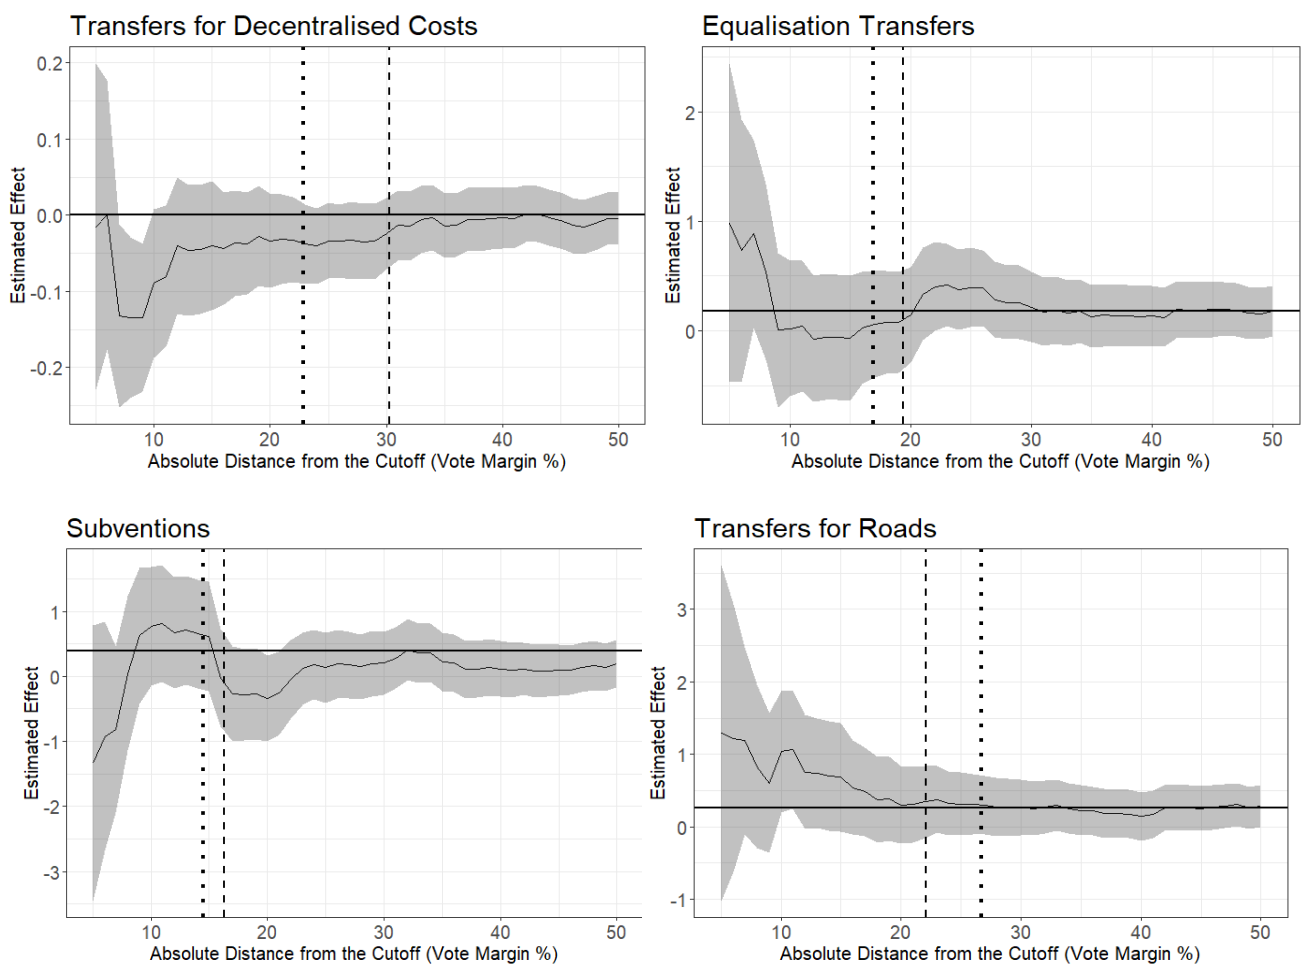 Transfers for Decentralised Costs
Estimated Effect
0.2
0.1
0.0
-0.1
-0.2
10 20 30 40 50
Absolute Distance from the Cutoff (Vote Margin %)
Equalisation Transfers
Estimated Effect
2
1
0
10 20 30 40 50
Absolute Distance from the Cutoff (Vote Margin %)
Subventions
Estimated Effect
1
0
-1
-2
-3
10 20 30 40 50
Absolute Distance from the Cutoff (Vote Margin %)
Transfers for Roads
Estimated Effect
3
2
1
0
-1
10 20 30 40 50
Absolute Distance from the Cutoff (Vote Margin %)